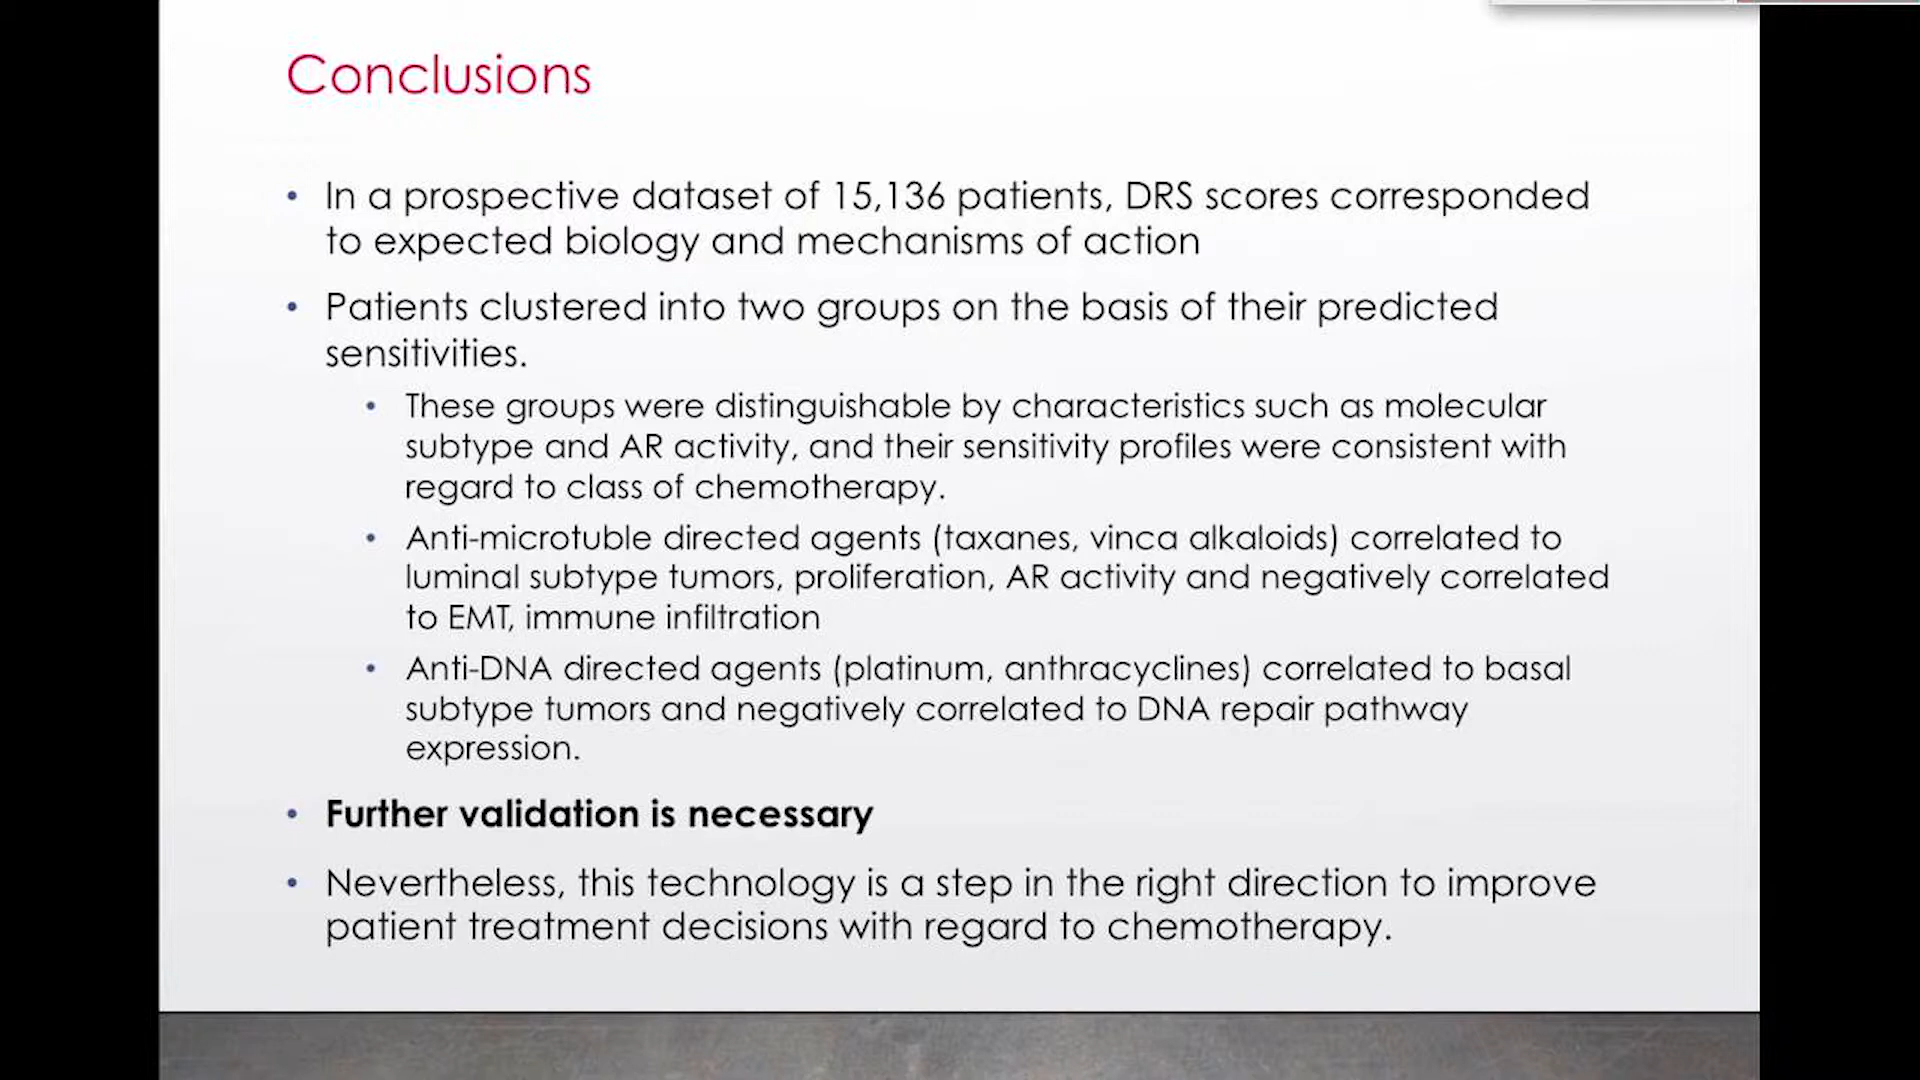 Conclusions
• In a prospective dataset of 15,136 patients, DRS scores corresponded
to expected biology and mechanisms of action
• Patients clustered into two groups on the basis of their predicted
sensitivities.
• These groups were distinguishable by characteristics such as molecular
subtype and AR activity, and their sensitivity profiles were consistent with
regard to class of chemotherapy.
• Anti-microtuble directed agents (taxanes, vinca alkaloids) correlated to
luminal subtype tumors, proliferation, AR activity and negatively correlated
to EMT, immune infiltration
• Anti-DNA directed agents (platinum, anthracyclines) correlated to basal
subtype tumors and negatively correlated to DNA repair pathway
expression.
• Further validation is necessary
• Nevertheless, this technology is a step in the right direction to improve
patient treatment decisions with regard to chemotherapy.